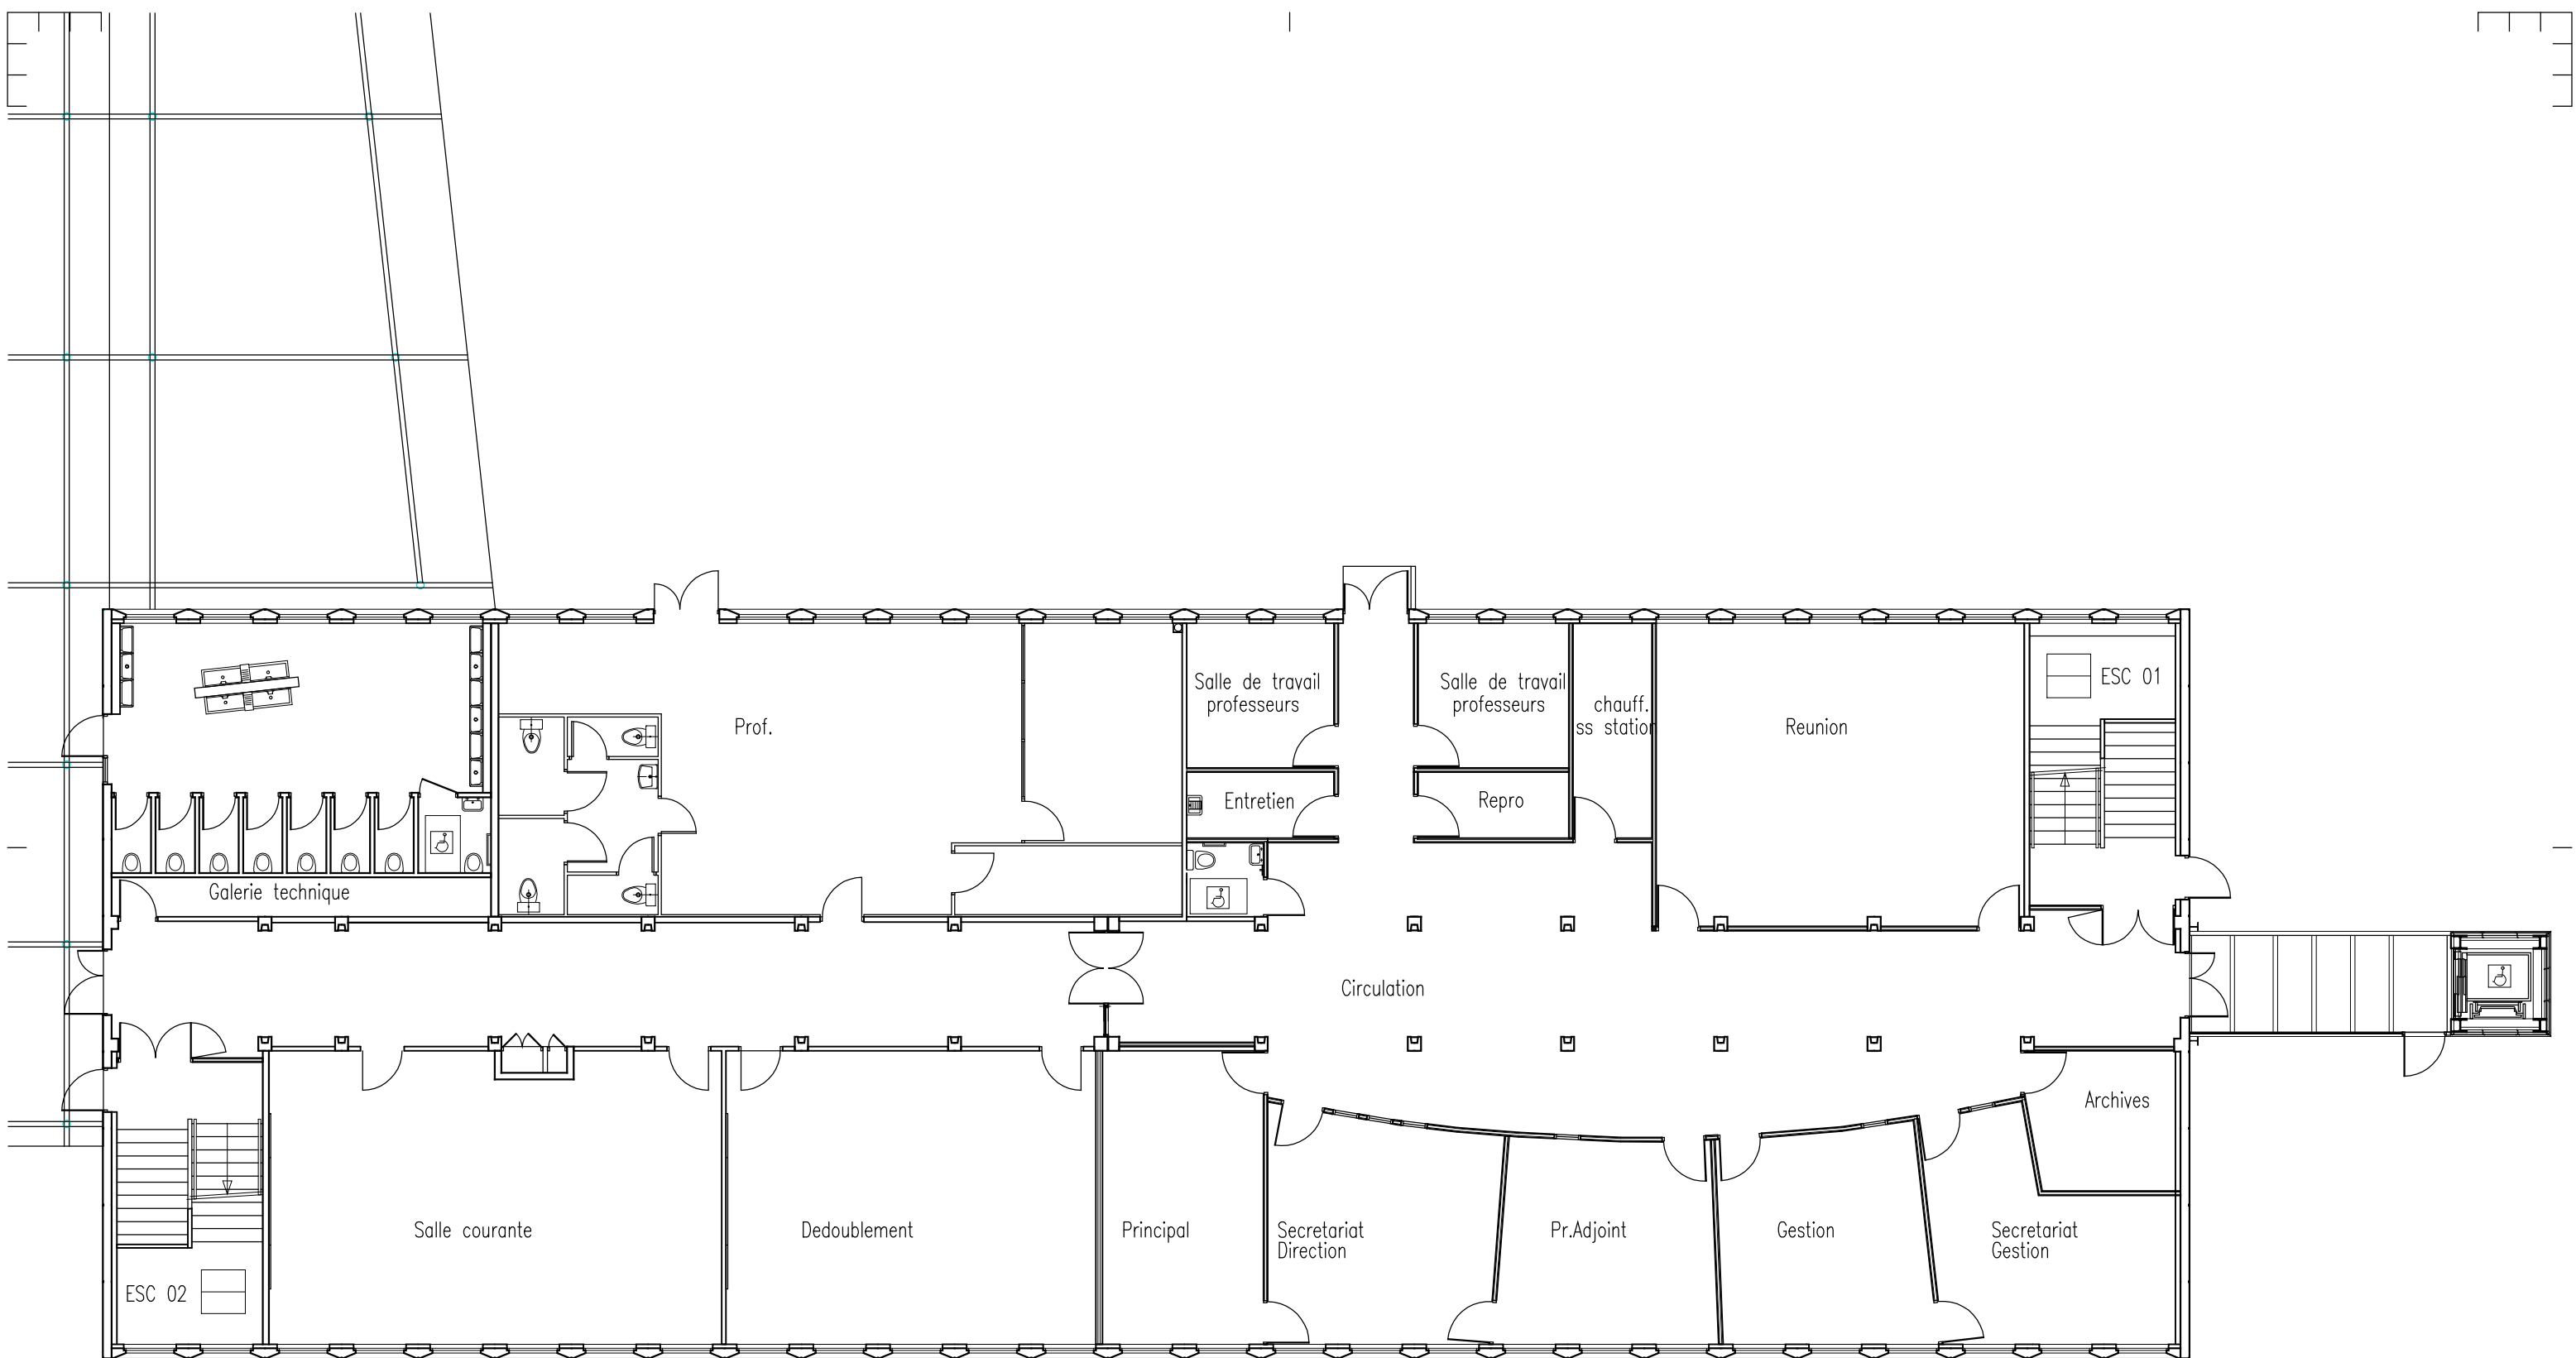 ESC 01
Salle de travail
professeurs
Salle de travail
professeurs
chauff.
ss station
Prof.
Reunion
Entretien
Repro
Galerie technique
Circulation
Archives
Salle courante
Dedoublement
Principal
Secretariat
Direction
Pr.Adjoint
Gestion
Secretariat
Gestion
ESC 02